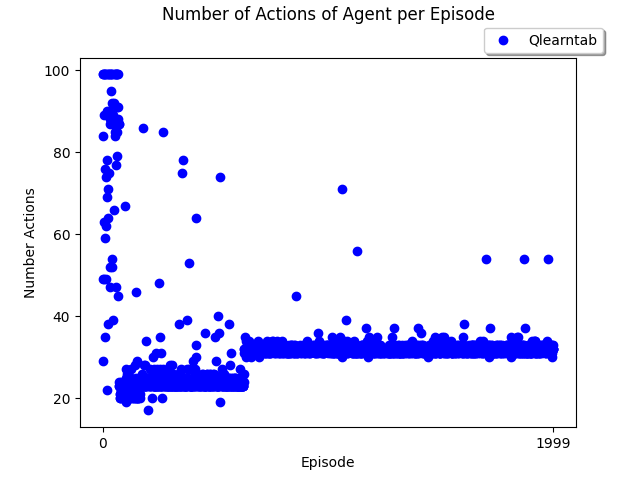 Number of Actions of Agent per Episode
Qlearntab
100
80
60
40
20
Number Actions
0
1999
Episode